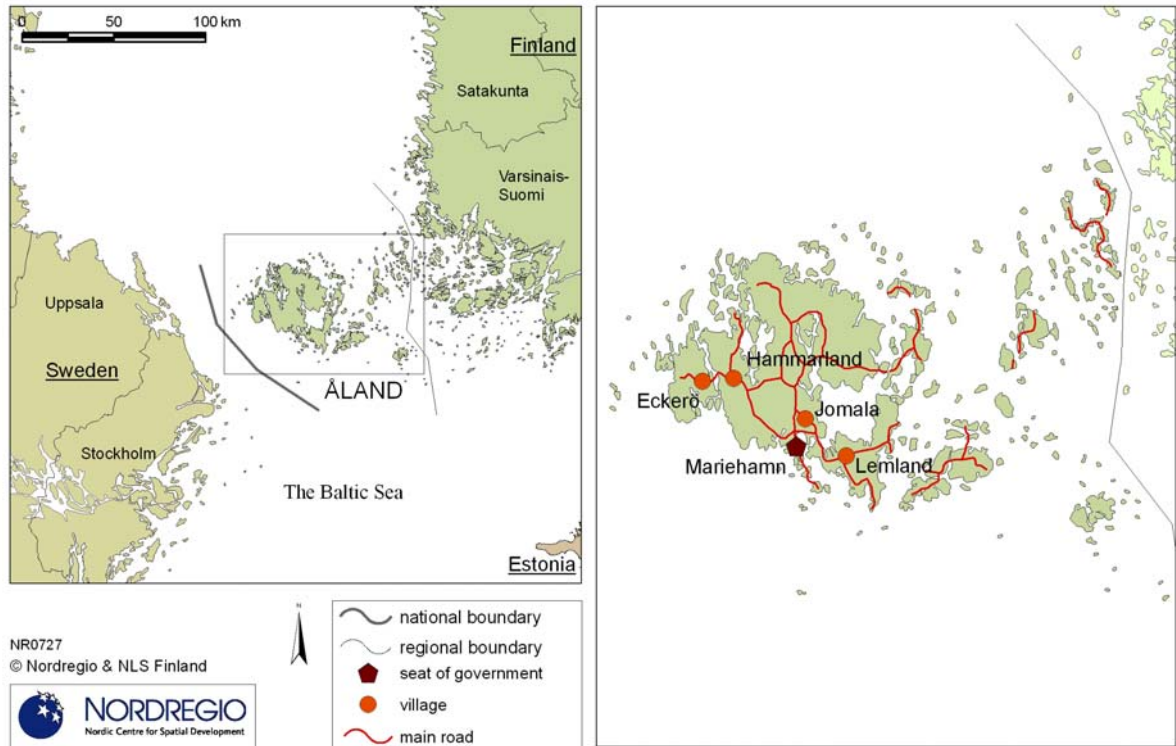 0 50 100 km
Finland
Satakunta
Varsinais-
Suomi
Uppsala
Sweden
ÅLAND
Stockholm
The Baltic Sea
Estonia
Hammarland
Eckerö
Jomala
Mariehamn
Lemland
N
NR0727
© Nordregio & NLS Finland
NORDREGIO
Nordic Centre for Spatial Development
national boundary
regional boundary
seat of government
village
main road